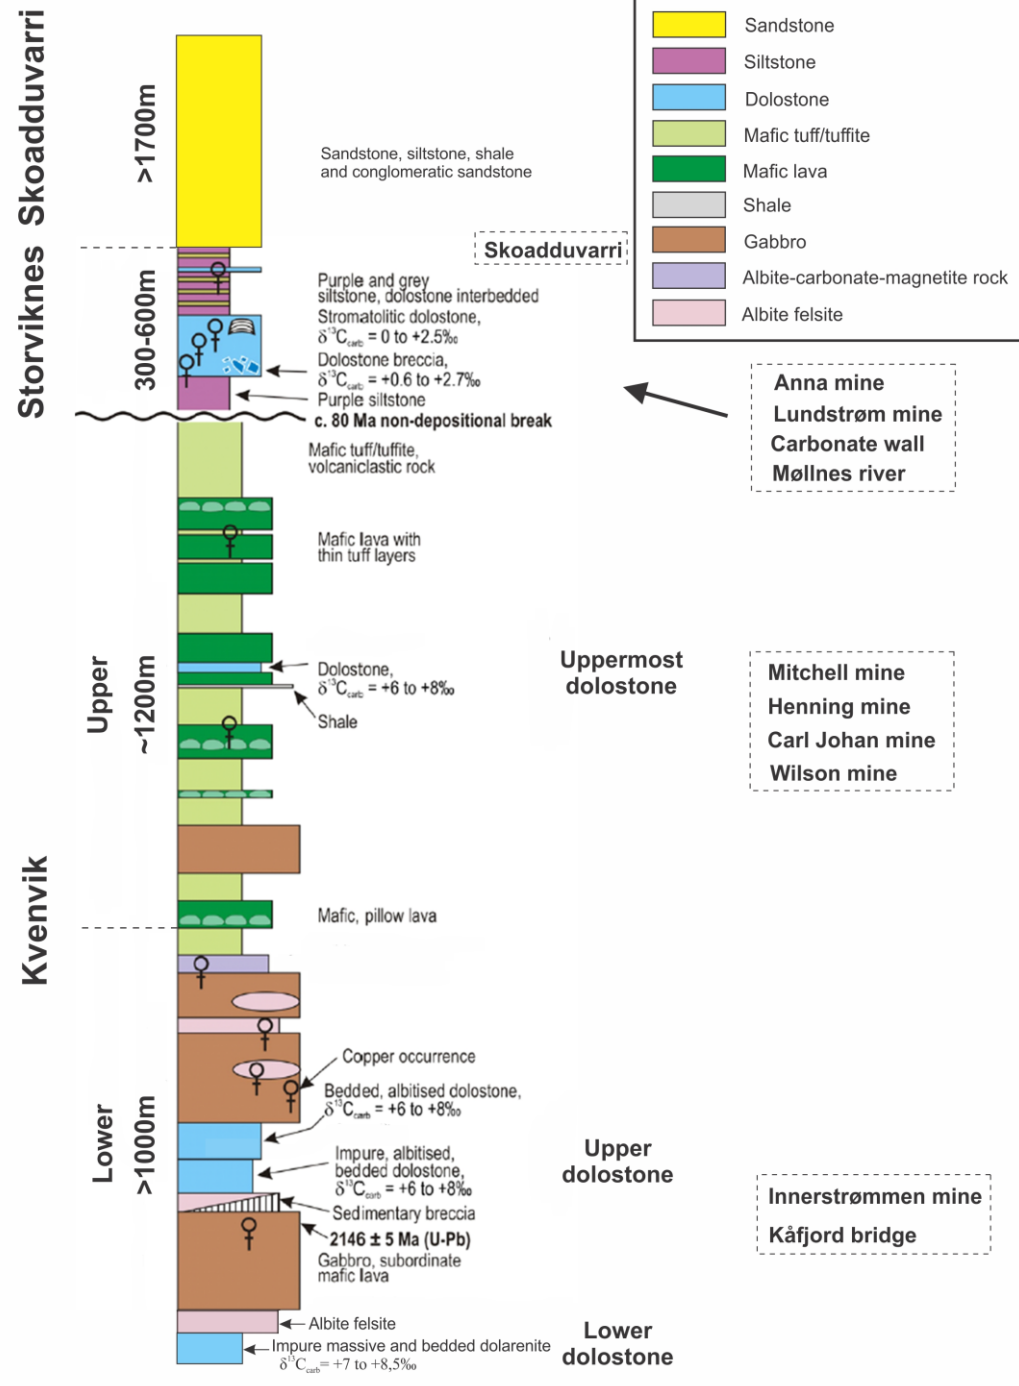 Sandstone
Siltstone
Dolostone
Mafic tuff/tuffite
Mafic lava
Shale
Gabbro
Albite-carbonate-magnetite rock
Albite felsite
Skoadduvarri
>1700m
Sandstone, siltstone, shale
and conglomeratic sandstone
Skoadduvarri
Storviknes
300-600m
Purple and grey
siltstone, dolostone interbedded
Stromatolitic dolostone,
δ¹³C_carb = 0 to +2.5‰
Dolostone breccia,
δ¹³C_carb = +0.6 to +2.7‰
Purple siltstone
c. 80 Ma non-depositional break
Anna mine
Lundstrøm mine
Carbonate wall
Møllnes river
Kvenvik
Upper
~1200m
Mafic tuff/tuffite,
volcaniclastic rock
Mafic lava with
thin tuff layers
Dolostone,
δ¹³C_carb = +6 to +8‰
Shale
Uppermost
dolostone
Mitchell mine
Henning mine
Carl Johan mine
Wilson mine
Mafic, pillow lava
Lower
>1000m
Copper occurrence
Bedded, albitised dolostone,
δ¹³C_carb = +6 to +8‰
Impure, albitised,
bedded dolostone,
δ¹³C_carb = +6 to +8‰
Sedimentary breccia
2146 ± 5 Ma (U-Pb)
Gabbro, subordinate
mafic lava
Upper
dolostone
Innerstrømmen mine
Kåfjord bridge
Albite felsite
Impure massive and bedded dolarenite
δ¹³C_carb = +7 to +8,5‰
Lower
dolostone